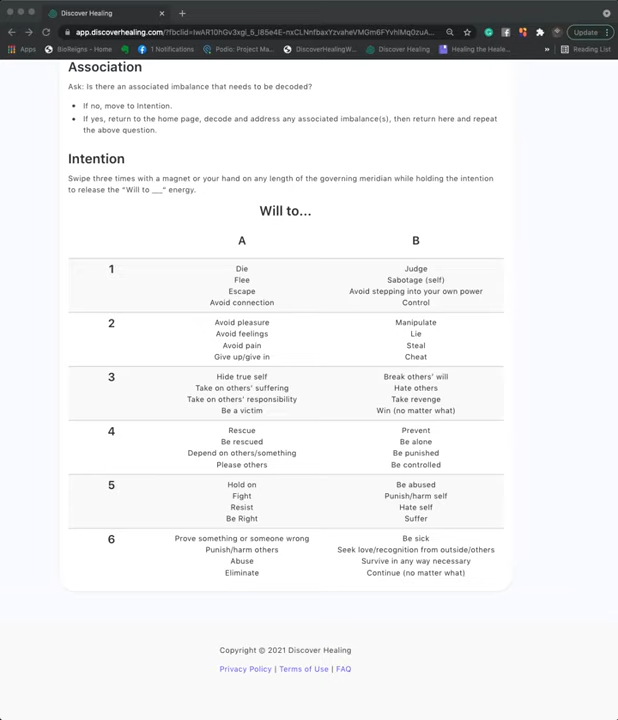 Discover Healing
app.discoverhealing.com
Update
Apps
BioReigns - Home
1 Notifications
Podio: Project Ma...
DiscoverHealingW...
Discover Healing
Healing the Heale...
»
Reading List
Association
Ask: Is there an associated imbalance that needs to be decoded?
• If no, move to Intention.
• If yes, return to the home page, decode and address any associated imbalance(s), then return here and repeat
the above question.
Intention
Swipe three times with a magnet or your hand on any length of the governing meridian while holding the intention
to release the "Will to ___" energy.
Will to...
A B
1
Die Judge
Flee Sabotage (self)
Escape Avoid stepping into your own power
Avoid connection Control
2
Avoid pleasure Manipulate
Avoid feelings Lie
Avoid pain Steal
Give up/give in Cheat
3
Hide true self Break others' will
Take on others' suffering Hate others
Take on others' responsibility Take revenge
Be a victim Win (no matter what)
4
Rescue Prevent
Be rescued Be alone
Depend on others/something Be punished
Please others Be controlled
5
Hold on Be abused
Fight Punish/harm self
Resist Hate self
Be Right Suffer
6
Prove something or someone wrong Be sick
Punish/harm others Seek love/recognition from outside/others
Abuse Survive in any way necessary
Eliminate Continue (no matter what)
Copyright © 2021 Discover Healing
Privacy Policy | Terms of Use | FAQ